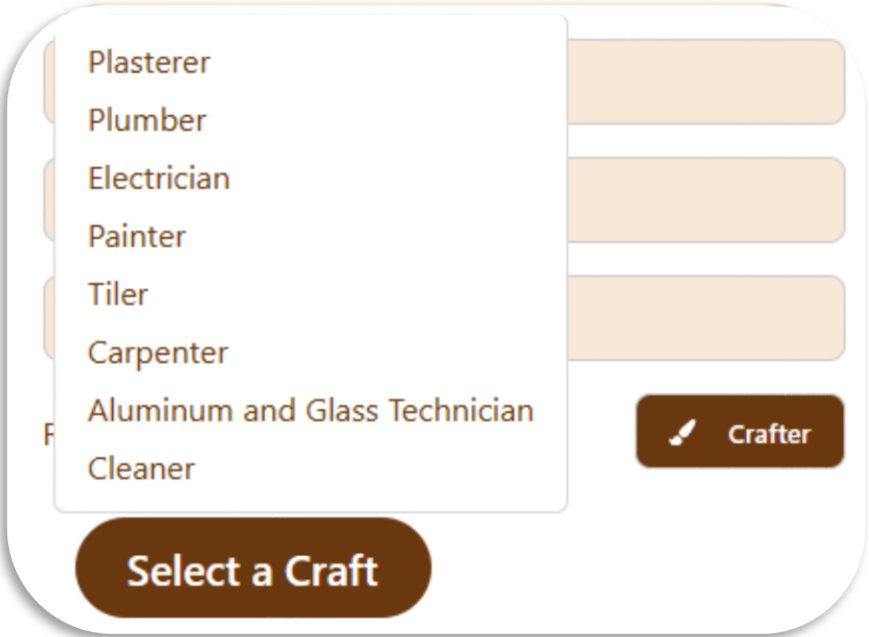 Plasterer
Plumber
Electrician
Painter
Tiler
Carpenter
Aluminum and Glass Technician
Cleaner
Crafter
Select a Craft